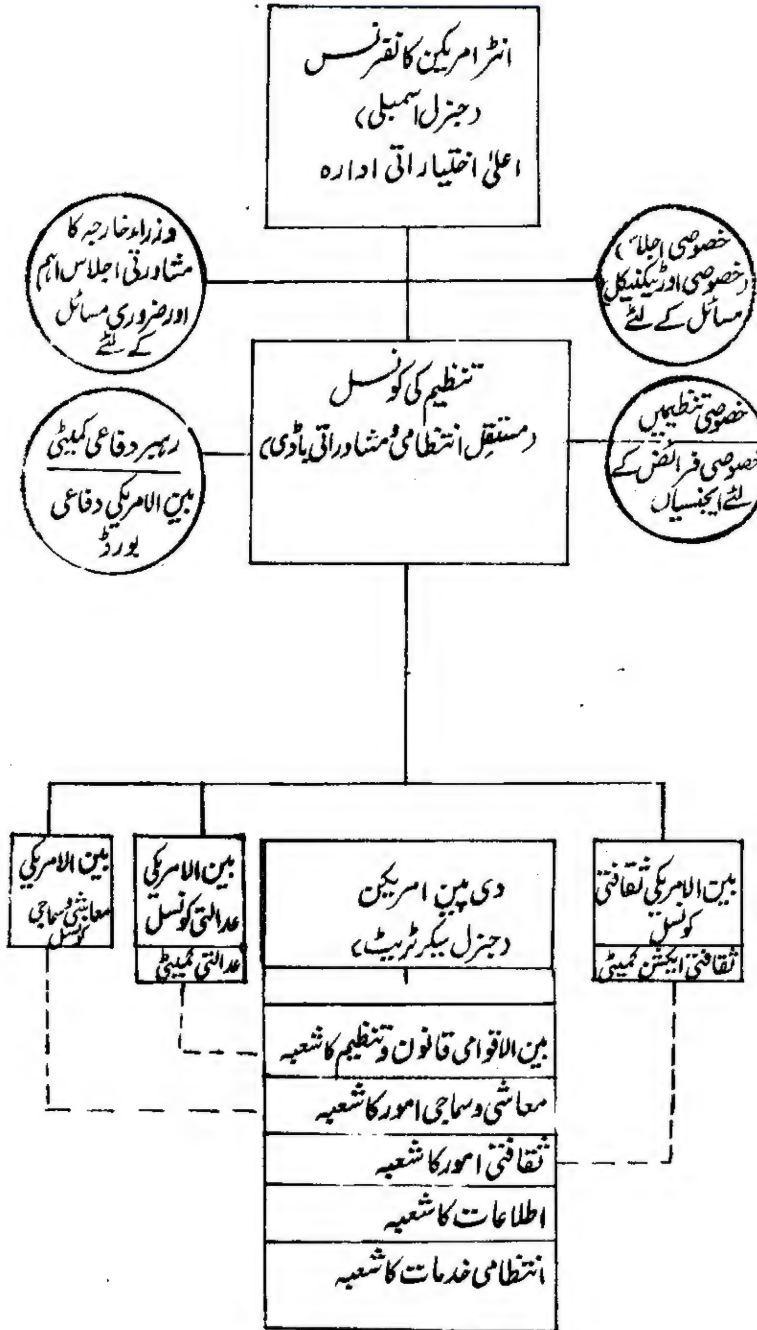 انٹر امریکن کانفرنس
(جنرل اسمبلی)
اعلیٰ اختیاراتی ادارہ
وزراء خارجہ کا
مشاورتی اجلاس اہم
اور ضروری مسائل
کے لئے
خصوصی اجلاس)
(خصوصی اور ٹیکنیکل
مسائل کے لئے
تنظیم کی کونسل
(مستقل انتظامی و مشاوراتی باڈی)
رہبر دفاعی کمیٹی
بین الامریکی دفاعی
بورڈ
خصوصی تنظیمیں
خصوصی فرائض کے
لئے ایجنسیاں
بین الامریکی
معاشی و سماجی
کونسل
بین الامریکی
عدالتی کونسل
عدالتی کمیٹی
دی پین امریکن
(جنرل سیکرٹریٹ)
بین الامریکی ثقافتی
کونسل
ثقافتی ایکشن کمیٹی
بین الاقوامی قانون و تنظیم کا شعبہ
معاشی و سماجی امور کا شعبہ
ثقافتی امور کا شعبہ
اطلاعات کا شعبہ
انتظامی خدمات کا شعبہ